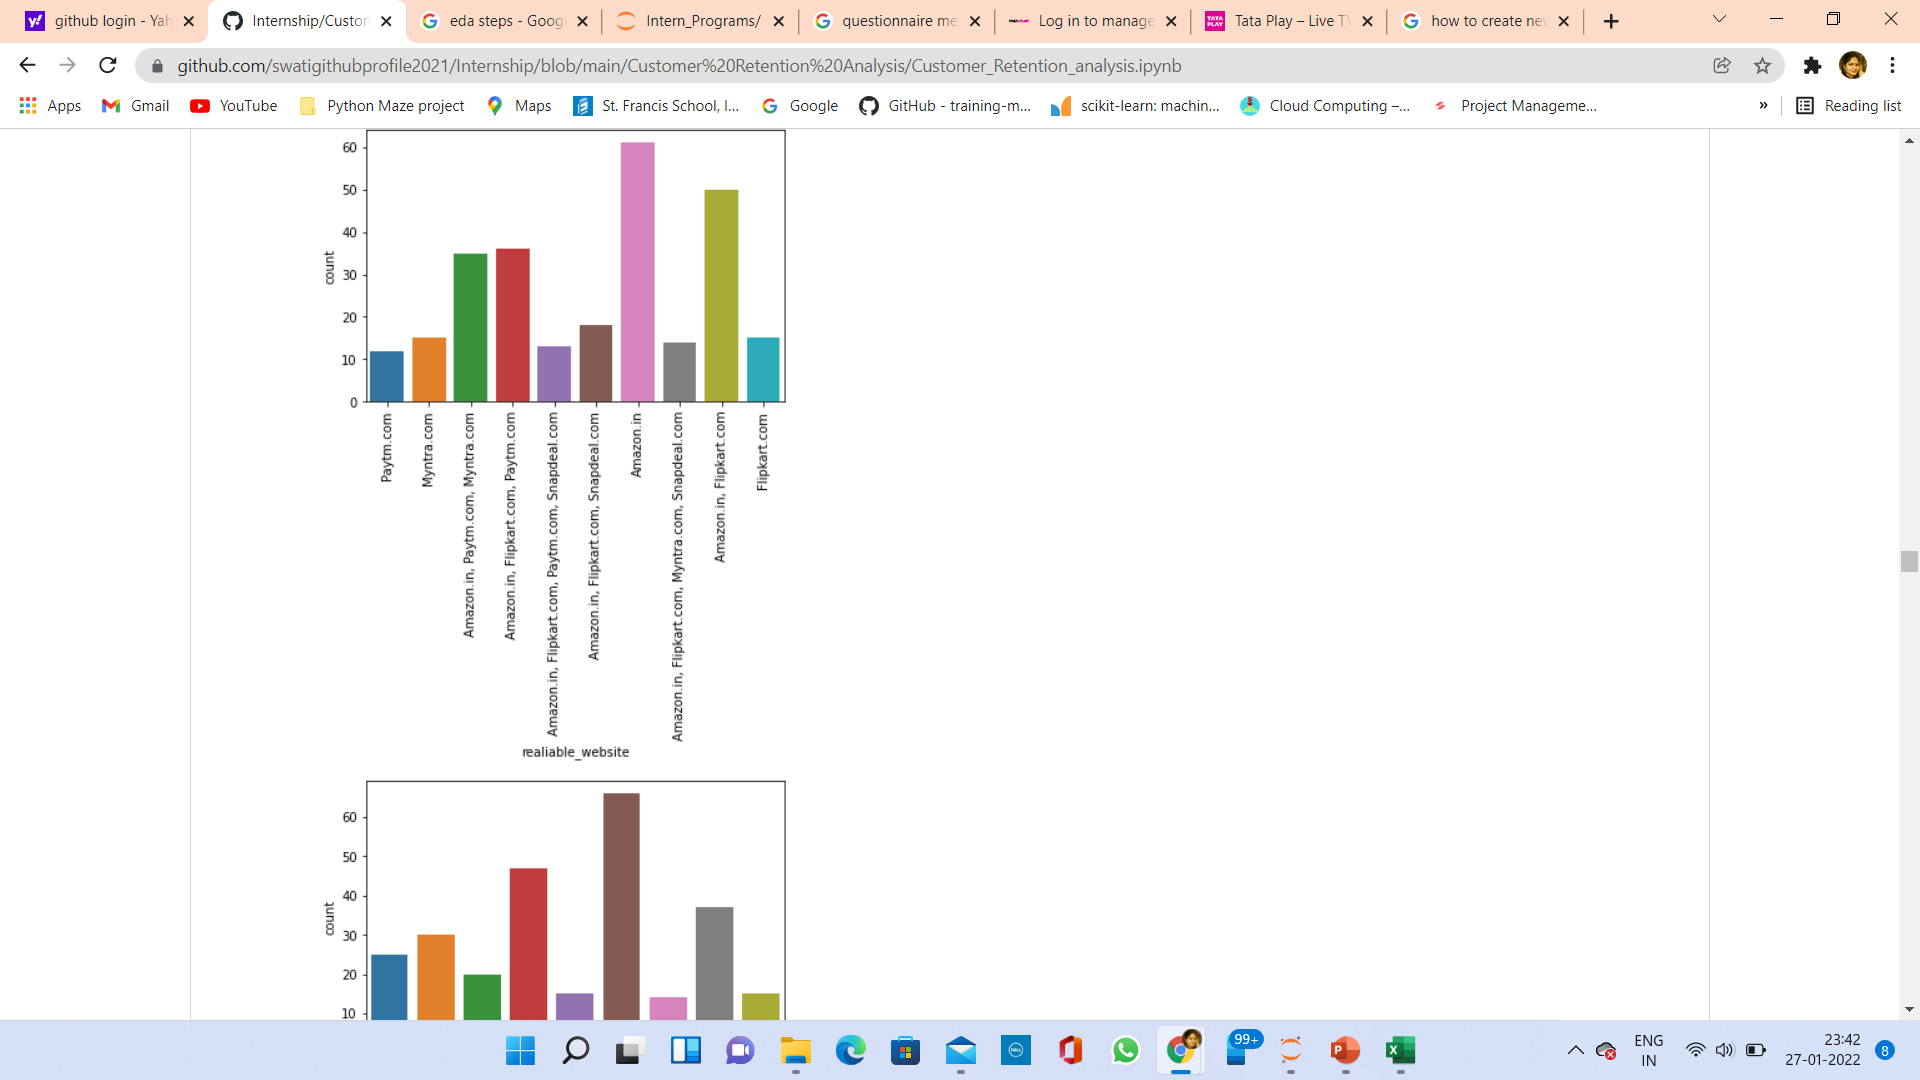 github login - Yah
Internship/Custon
eda steps - Googl
Intern_Programs/
questionnaire me
Log in to manage
Tata Play – Live TV
how to create nev
github.com/swatigithubprofile2021/Internship/blob/main/Customer%20Retention%20Analysis/Customer_Retention_analysis.ipynb
Apps
Gmail
YouTube
Python Maze project
Maps
St. Francis School, I...
Google
GitHub - training-m...
scikit-learn: machin...
Cloud Computing –...
Project Manageme...
»
Reading list
60
50
40
30
20
10
0
count
Paytm.com
Myntra.com
Amazon.in, Paytm.com, Myntra.com
Amazon.in, Flipkart.com, Paytm.com
Amazon.in, Flipkart.com, Paytm.com, Snapdeal.com
Amazon.in, Flipkart.com, Snapdeal.com
Amazon.in
Amazon.in, Flipkart.com, Myntra.com, Snapdeal.com
Amazon.in, Flipkart.com
Flipkart.com
realiable_website
60
50
40
30
20
10
count
99+
ENG
IN
23:42
27-01-2022
8